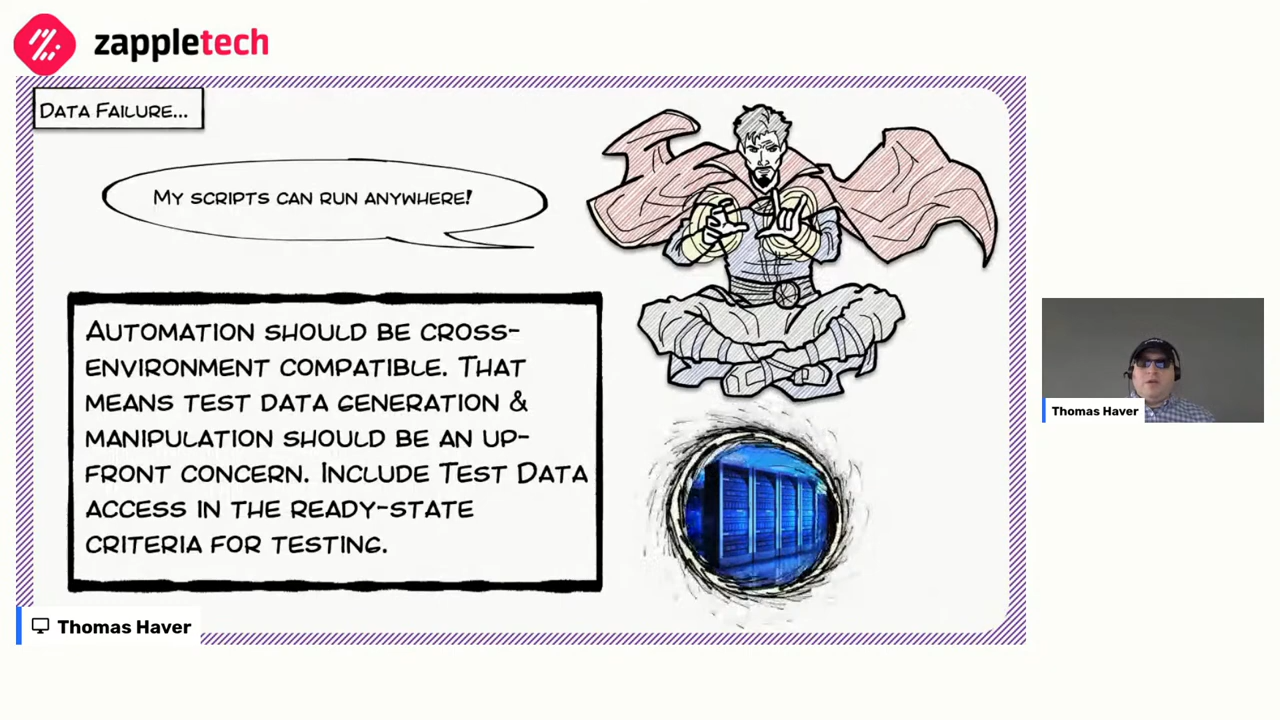 zappletech
DATA FAILURE...
MY SCRIPTS CAN RUN ANYWHERE!
AUTOMATION SHOULD BE CROSS-
ENVIRONMENT COMPATIBLE. THAT
MEANS TEST DATA GENERATION &
MANIPULATION SHOULD BE AN UP-
FRONT CONCERN. INCLUDE TEST DATA
ACCESS IN THE READY-STATE
CRITERIA FOR TESTING.
Thomas Haver
Thomas Haver